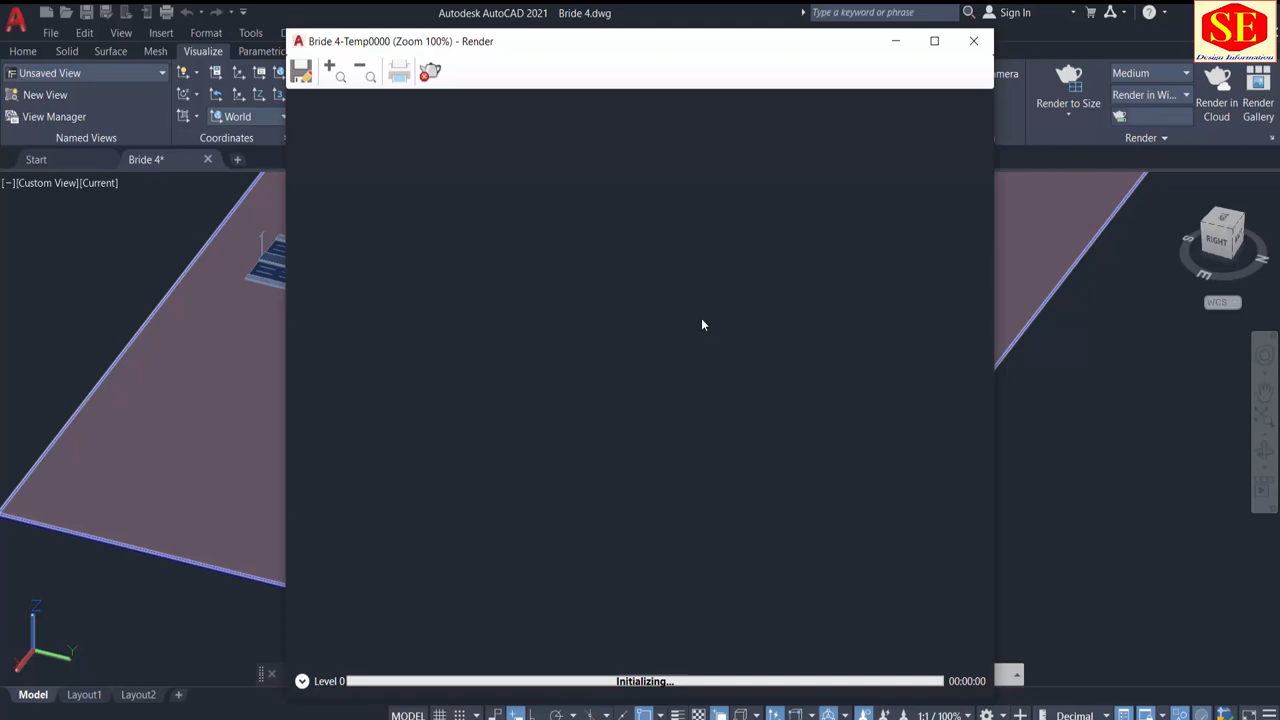 Autodesk AutoCAD 2021 Bride 4.dwg
Type a keyword or phrase
Sign In
SE
Design Information
File Edit View Insert Format Tools
Bride 4-Temp0000 (Zoom 100%) - Render
Home Solid Surface Mesh Visualize Parametric
Unsaved View
New View
View Manager
World
Named Views
Coordinates
Render to Size
Medium
Render in Wi...
Render in Cloud
Render Gallery
Render
Start
Bride 4*
[−][Custom View][Current]
RIGHT
S
N
E
WCS
Z
Y
Level 0
Initializing...
00:00:00
Model Layout1 Layout2
MODEL
1:1 / 100%
Decimal